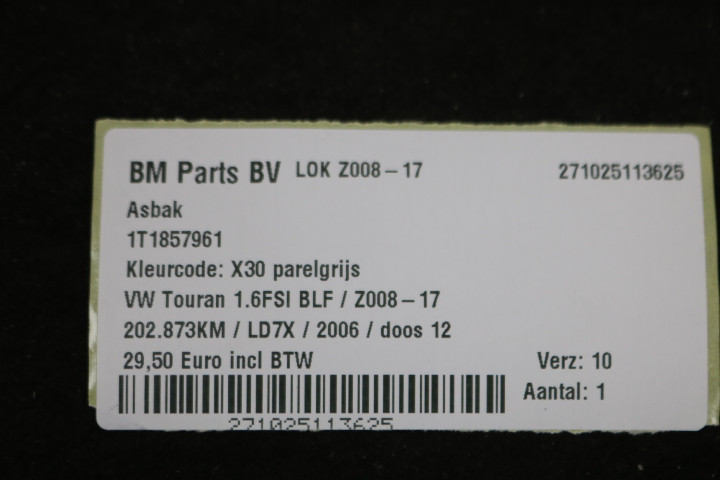 BM Parts BV LOK Z008-17 271025113625
Asbak
1T1857961
Kleurcode: X30 parelgrijs
VW Touran 1.6FSI BLF / Z008-17
202.873KM / LD7X / 2006 / doos 12
29,50 Euro incl BTW Verz: 10
Aantal: 1
271025113625